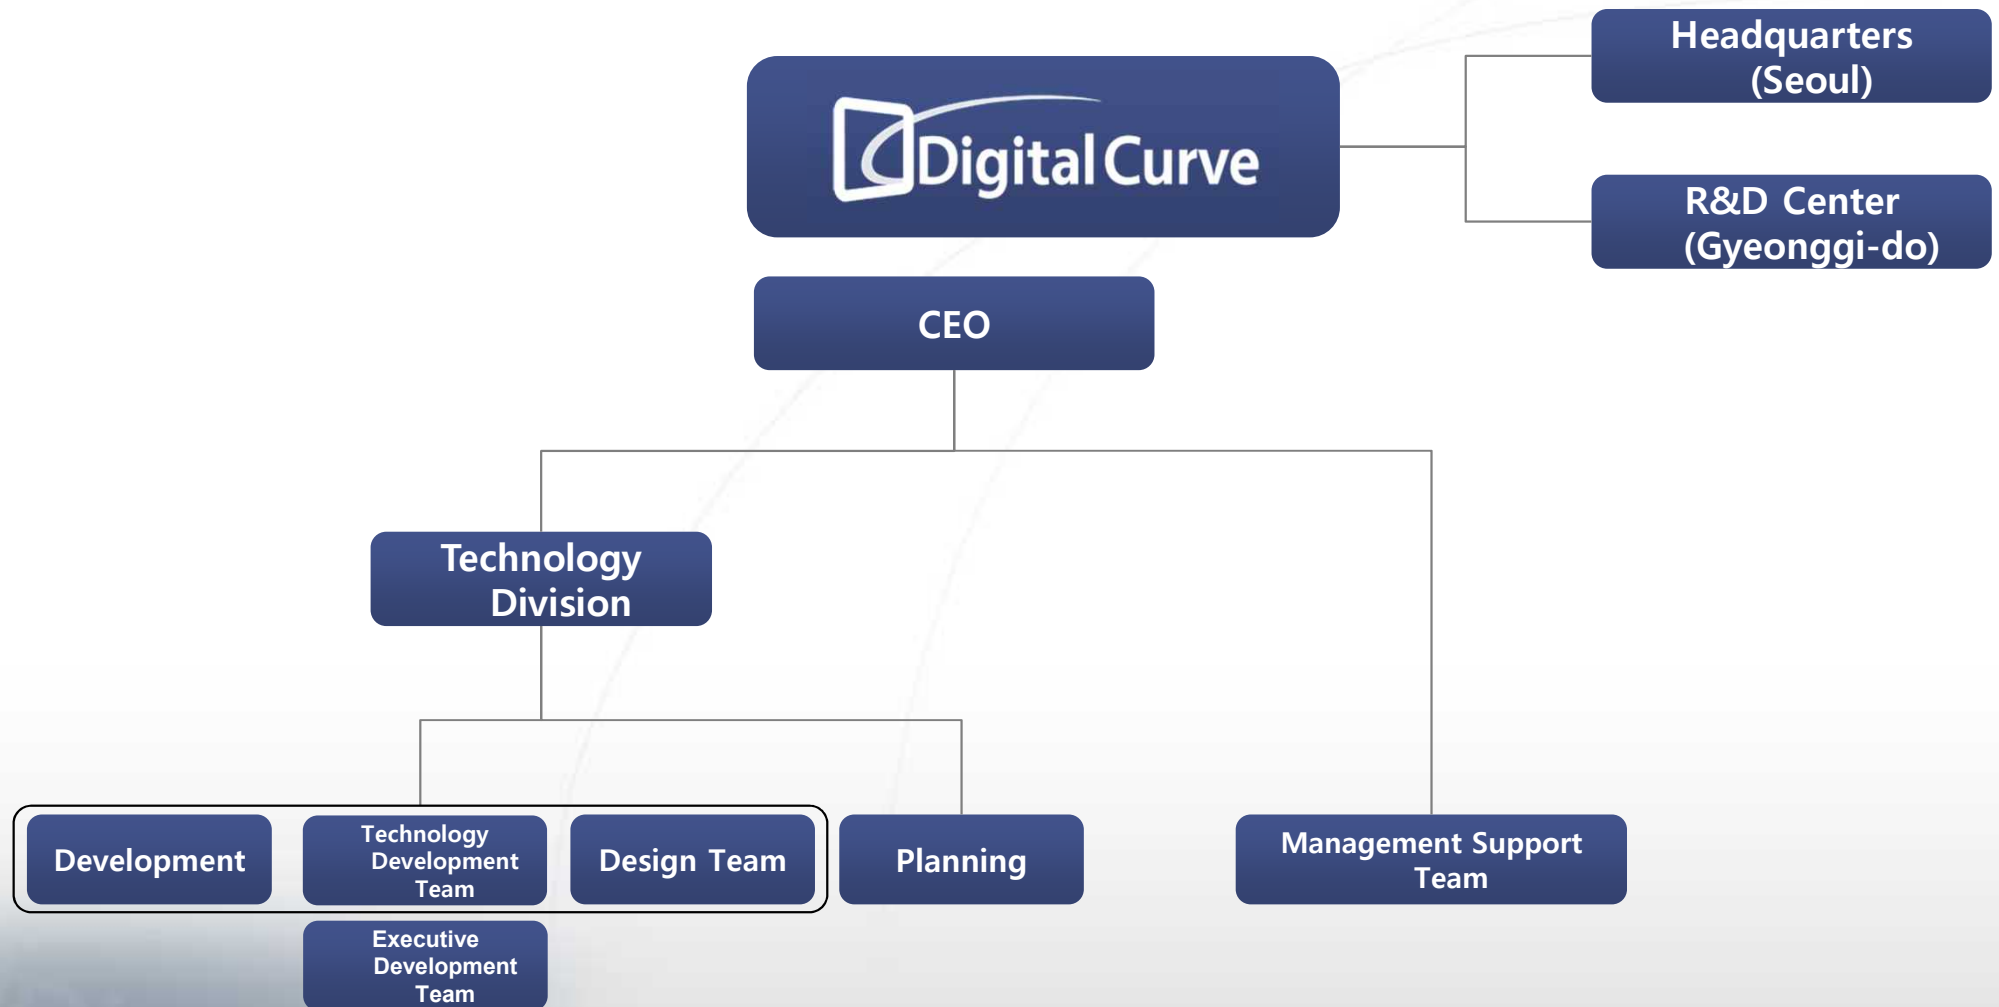 Digital Curve
Headquarters
(Seoul)
R&D Center
(Gyeonggi-do)
CEO
Technology
Division
Development
Technology
Development
Team
Design Team
Planning
Management Support
Team
Executive
Development
Team